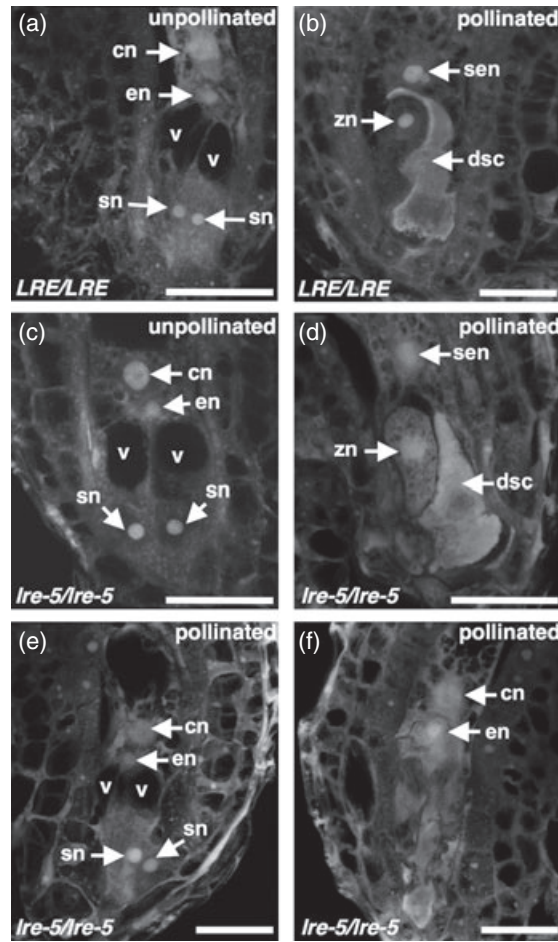 (a) unpollinated
cn
en
v
v
sn
sn
LRE/LRE
(b) pollinated
sen
zn
dsc
LRE/LRE
(c) unpollinated
cn
en
v
v
sn
sn
lre-5/lre-5
(d) pollinated
sen
zn
dsc
lre-5/lre-5
(e) pollinated
cn
en
v
v
sn
sn
lre-5/lre-5
(f) pollinated
cn
en
lre-5/lre-5